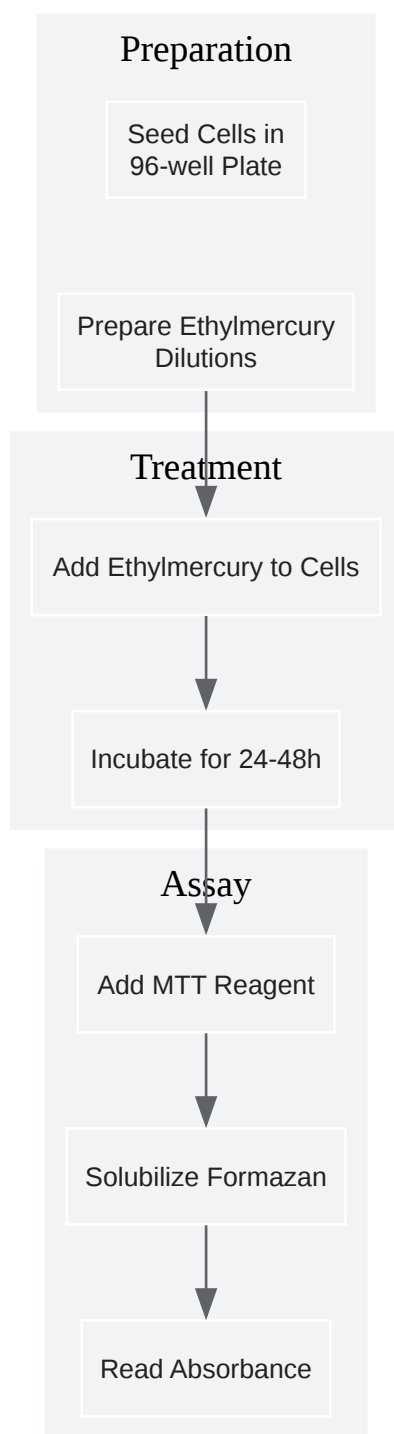 Preparation
Seed Cells in
96-well Plate
Prepare Ethylmercury
Dilutions
Treatment
Add Ethylmercury to Cells
Incubate for 24-48h
Assay
Add MTT Reagent
Solubilize Formazan
Read Absorbance